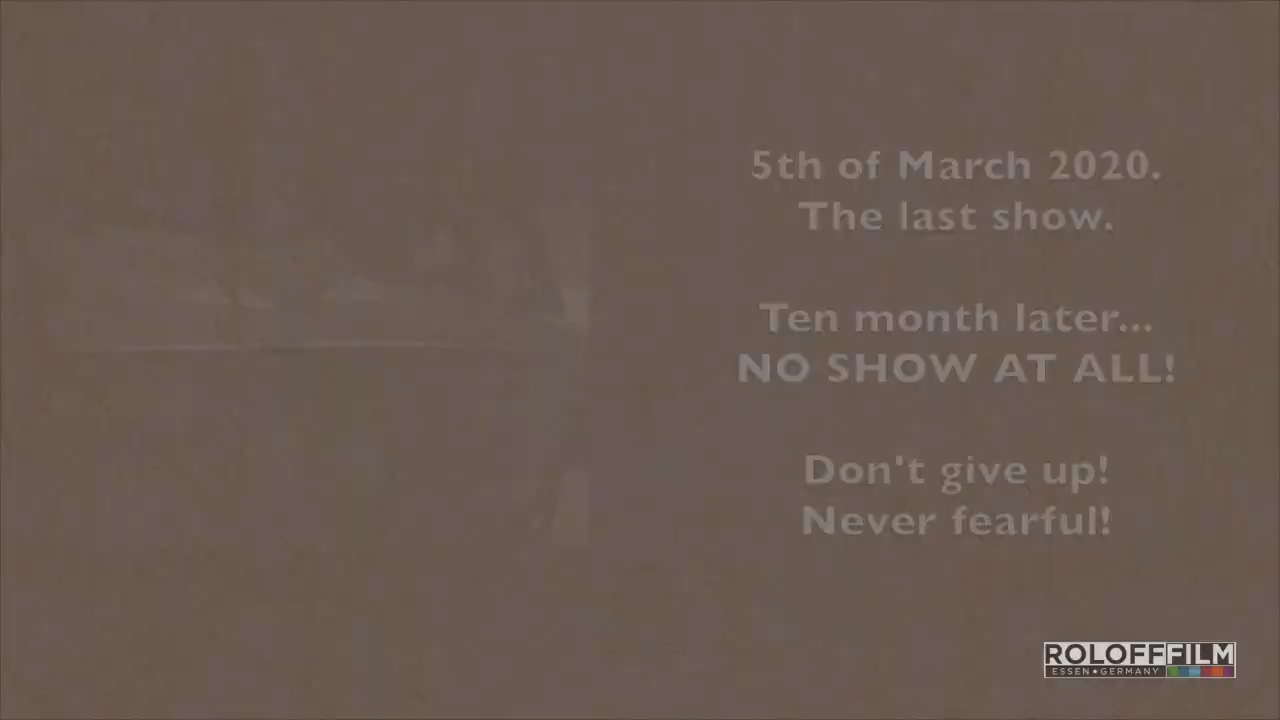 5th of March 2020.
The last show.
Ten month later...
NO SHOW AT ALL!
Don't give up!
Never fearful!
ROLOFFFILM
ESSEN★GERMANY